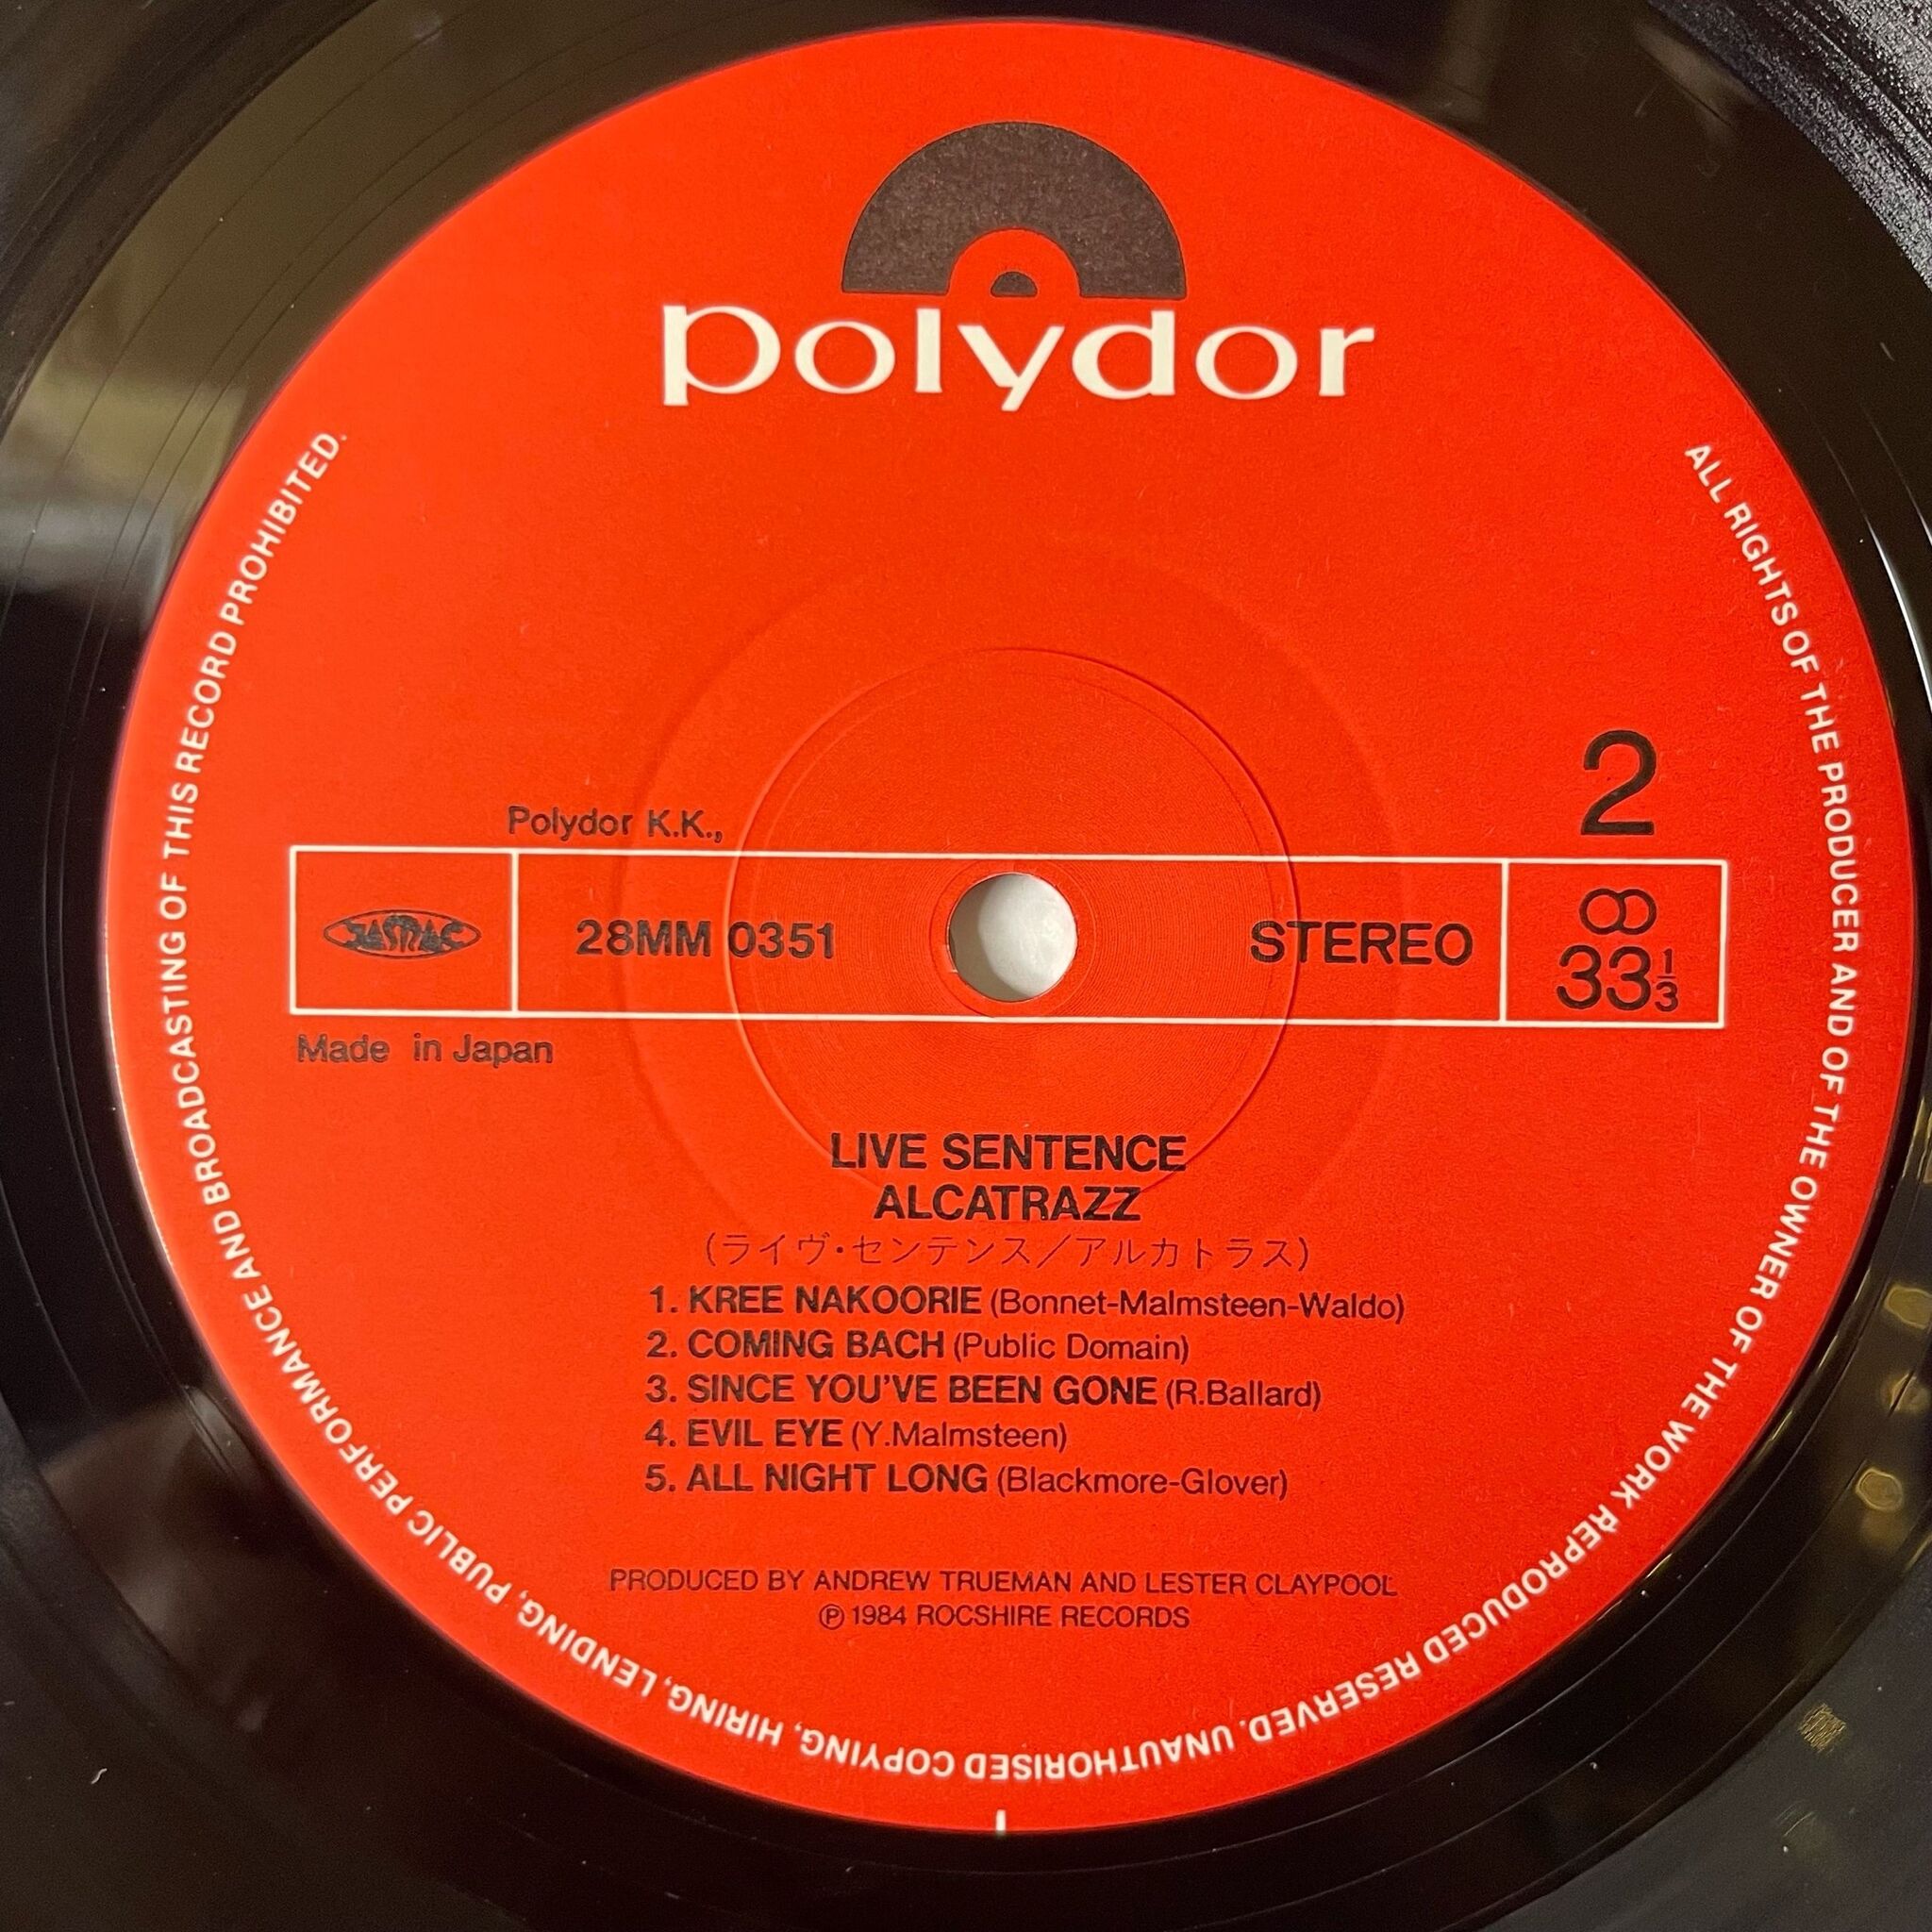 polydor
2
Polydor K.K.,
JASRAC
28MM 0351
STEREO
33 1/3
Made in Japan
LIVE SENTENCE
ALCATRAZZ
(ライヴ・センテンス／アルカトラス)
1. KREE NAKOORIE (Bonnet-Malmsteen-Waldo)
2. COMING BACH (Public Domain)
3. SINCE YOU'VE BEEN GONE (R.Ballard)
4. EVIL EYE (Y.Malmsteen)
5. ALL NIGHT LONG (Blackmore-Glover)
PRODUCED BY ANDREW TRUEMAN AND LESTER CLAYPOOL
℗ 1984 ROCSHIRE RECORDS
ALL RIGHTS OF THE PRODUCER AND OF THE OWNER OF THE WORK REPRODUCED RESERVED. UNAUTHORISED COPYING, HIRING, LENDING, PUBLIC PERFORMANCE AND BROADCASTING OF THIS RECORD PROHIBITED.